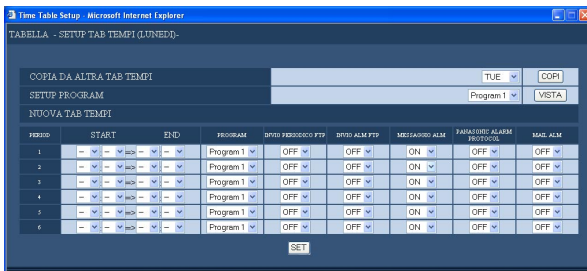 Time Table Setup - Microsoft Internet Explorer
TABELLA - SETUP TAB TEMPI (LUNEDI)-
COPIA DA ALTRA TAB TEMPI TUE COPI
SETUP PROGRAM Program 1 VISTA
NUOVA TAB TEMPI
PERIOD START END PROGRAM INVIO PERIODICO FTP INVIO ALM FTP MESSAGGIO ALM PANASONIC ALARM PROTOCOL MAIL ALM
1 -- -- => -- -- Program 1 OFF OFF ON OFF OFF
2 -- -- => -- -- Program 1 OFF OFF ON OFF OFF
3 -- -- => -- -- Program 1 OFF OFF ON OFF OFF
4 -- -- => -- -- Program 1 OFF OFF ON OFF OFF
5 -- -- => -- -- Program 1 OFF OFF ON OFF OFF
6 -- -- => -- -- Program 1 OFF OFF ON OFF OFF
SET